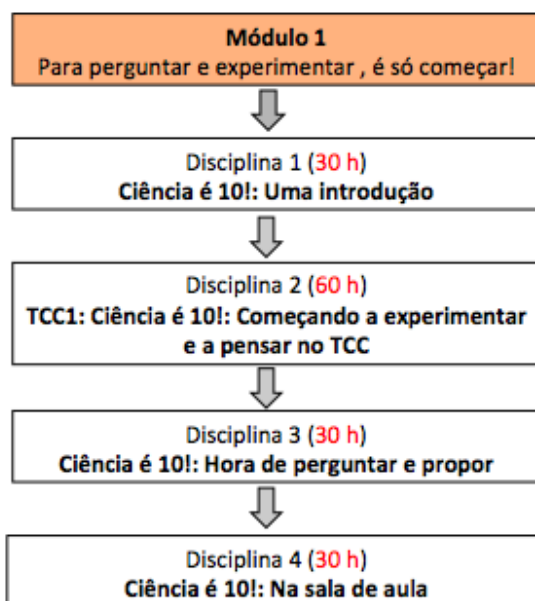 Módulo 1
Para perguntar e experimentar , é só começar!
Disciplina 1 (30 h)
Ciência é 10!: Uma introdução
Disciplina 2 (60 h)
TCC1: Ciência é 10!: Começando a experimentar
e a pensar no TCC
Disciplina 3 (30 h)
Ciência é 10!: Hora de perguntar e propor
Disciplina 4 (30 h)
Ciência é 10!: Na sala de aula